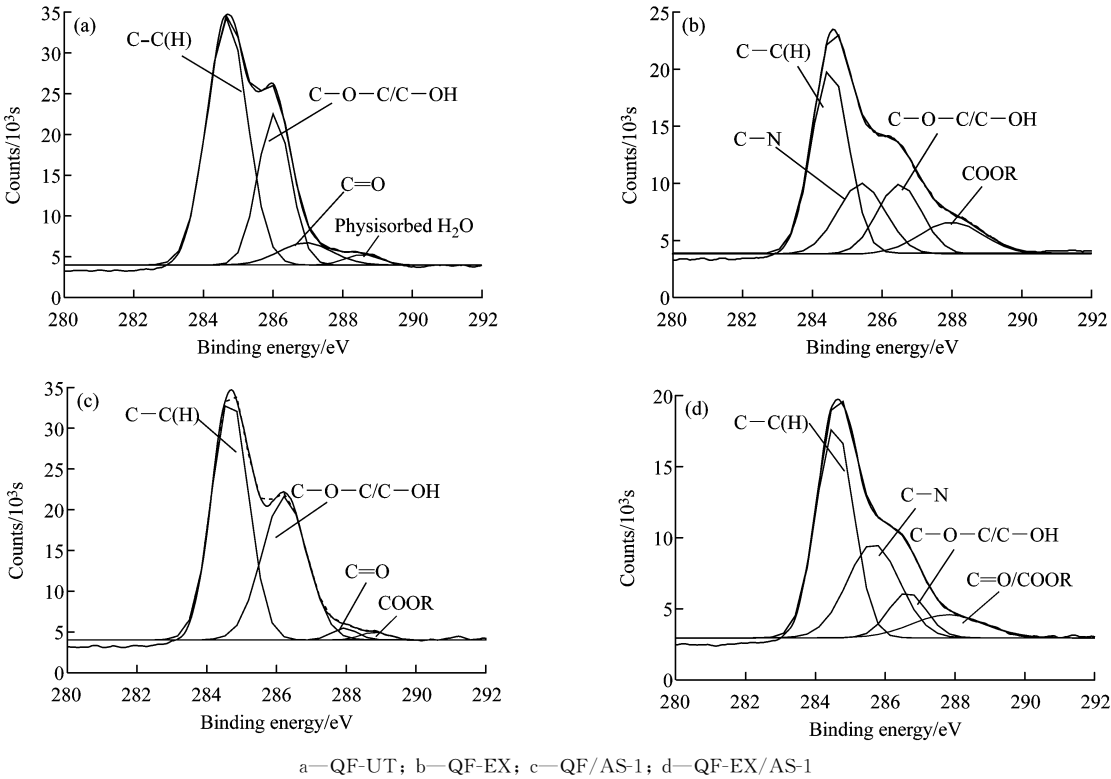 (a)
35
30
25
20
15
10
5
0
Counts/10³s
C-C(H)
C—O—C/C—OH
C=O
Physisorbed H₂O
280 282 284 286 288 290 292
Binding energy/eV
(b)
25
20
15
10
5
0
Counts/10³s
C—C(H)
C—N
C—O—C/C—OH
COOR
280 282 284 286 288 290 292
Binding energy/eV
(c)
35
30
25
20
15
10
5
0
Counts/10³s
C—C(H)
C—O—C/C—OH
C=O
COOR
280 282 284 286 288 290 292
Binding energy/eV
(d)
20
15
10
5
0
Counts/10³s
C—C(H)
C—N
C—O—C/C—OH
C=O/COOR
280 282 284 286 288 290 292
Binding energy/eV
a—QF-UT; b—QF-EX; c—QF/AS-1; d—QF-EX/AS-1